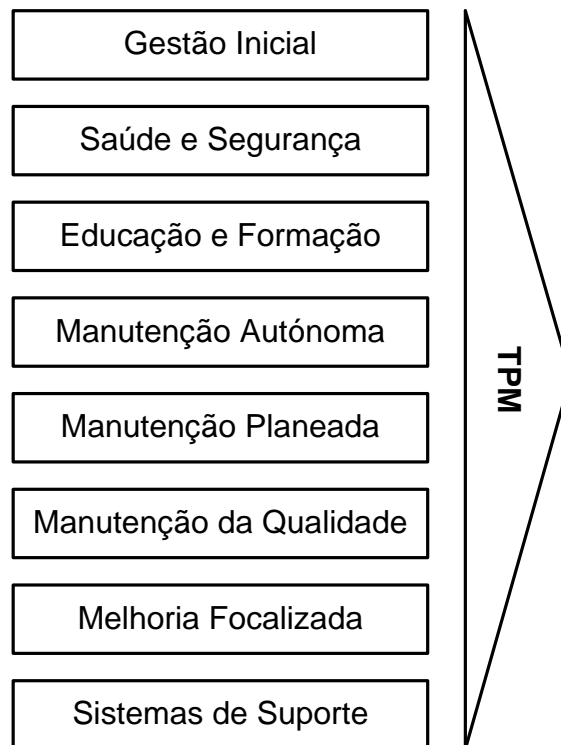 Gestão Inicial
Saúde e Segurança
Educação e Formação
Manutenção Autónoma
Manutenção Planeada
Manutenção da Qualidade
Melhoria Focalizada
Sistemas de Suporte
TPM